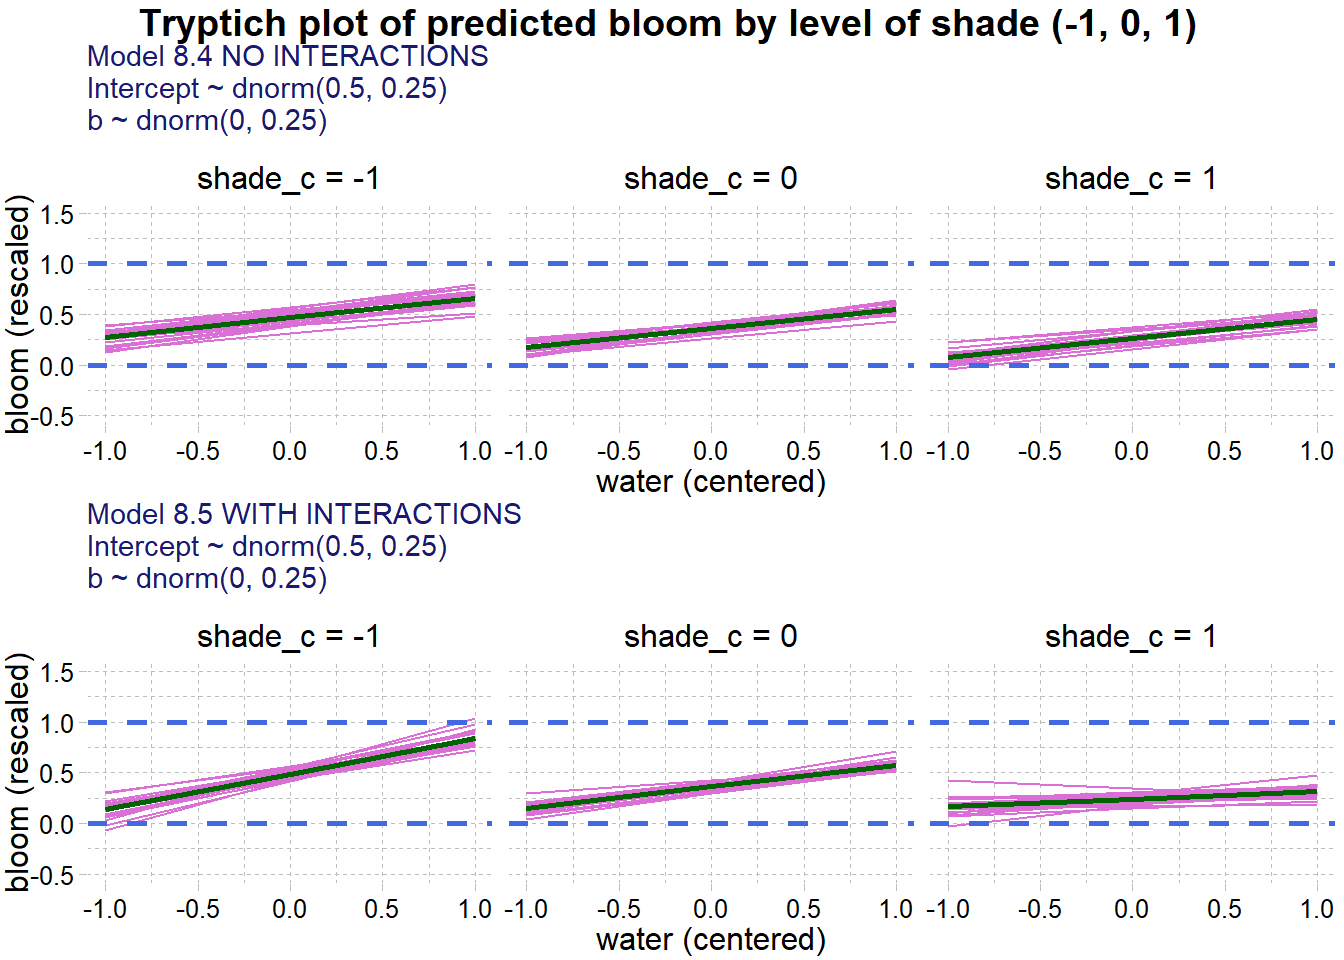 Tryptich plot of predicted bloom by level of shade (-1, 0, 1)
Model 8.4 NO INTERACTIONS
Intercept ~ dnorm(0.5, 0.25)
b ~ dnorm(0, 0.25)
shade_c = -1
shade_c = 0
shade_c = 1
bloom (rescaled)
1.5
1.0
0.5
0.0
-0.5
-1.0 -0.5 0.0 0.5 1.0
-1.0 -0.5 0.0 0.5 1.0
-1.0 -0.5 0.0 0.5 1.0
water (centered)
Model 8.5 WITH INTERACTIONS
Intercept ~ dnorm(0.5, 0.25)
b ~ dnorm(0, 0.25)
shade_c = -1
shade_c = 0
shade_c = 1
bloom (rescaled)
1.5
1.0
0.5
0.0
-0.5
-1.0 -0.5 0.0 0.5 1.0
-1.0 -0.5 0.0 0.5 1.0
-1.0 -0.5 0.0 0.5 1.0
water (centered)